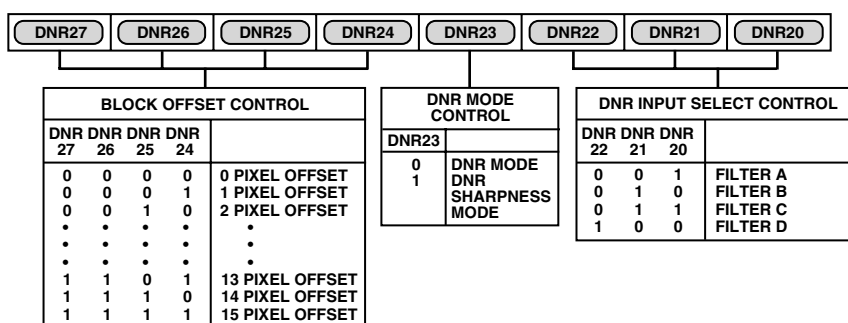 DNR27 DNR26 DNR25 DNR24 DNR23 DNR22 DNR21 DNR20
BLOCK OFFSET CONTROL
DNR DNR DNR DNR
27 26 25 24
0 0 0 0 0 PIXEL OFFSET
0 0 0 1 1 PIXEL OFFSET
0 0 1 0 2 PIXEL OFFSET
• • • • •
• • • • •
• • • • •
1 1 0 1 13 PIXEL OFFSET
1 1 1 0 14 PIXEL OFFSET
1 1 1 1 15 PIXEL OFFSET
DNR MODE
CONTROL
DNR23
0 DNR MODE
1 DNR
SHARPNESS
MODE
DNR INPUT SELECT CONTROL
DNR DNR DNR
22 21 20
0 0 1 FILTER A
0 1 0 FILTER B
0 1 1 FILTER C
1 0 0 FILTER D